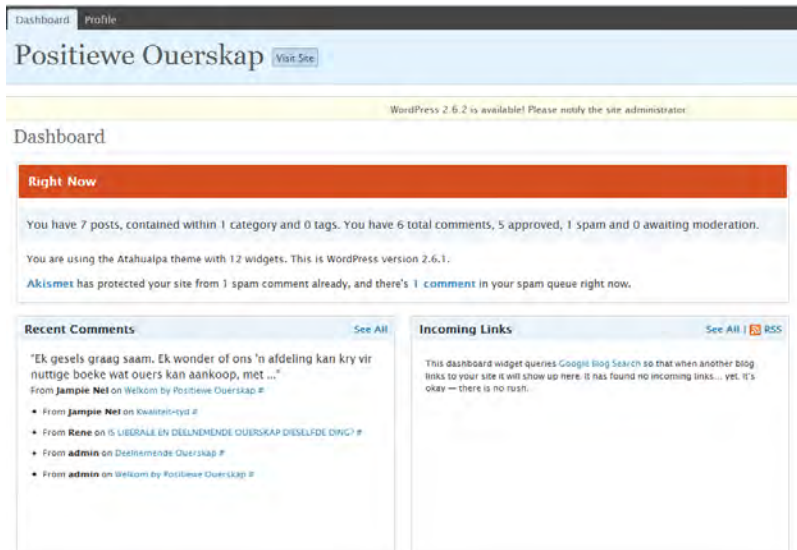 Dashboard Profile
Positiewe Ouerskap Visit Site
WordPress 2.6.2 is available! Please notify the site administrator.
Dashboard
Right Now
You have 7 posts, contained within 1 category and 0 tags. You have 6 total comments, 5 approved, 1 spam and 0 awaiting moderation.
You are using the Atahualpa theme with 12 widgets. This is WordPress version 2.6.1.
Akismet has protected your site from 1 spam comment already, and there's 1 comment in your spam queue right now.
Recent Comments See All
"Ek gesels graag saam. Ek wonder of ons 'n afdeling kan kry vir
nuttige boeke wat ouers kan aankoop, met ..."
From Jampie Nel on Welkom by Positiewe Ouerskap #
From Jampie Nel on Kwaliteit-tyd #
From Rene on IS LIBERALE EN DEELNEMENDE OUERSKAP DIESELFDE DING? #
From admin on Deelnemende Ouerskap #
From admin on Welkom by Positiewe Ouerskap #
Incoming Links See All | RSS
This dashboard widget queries Google Blog Search so that when another blog
links to your site it will show up here. It has found no incoming links... yet. It's
okay — there is no rush.